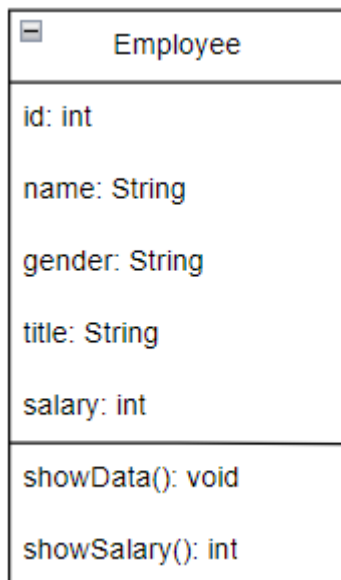 Employee
id: int
name: String
gender: String
title: String
salary: int
showData(): void
showSalary(): int